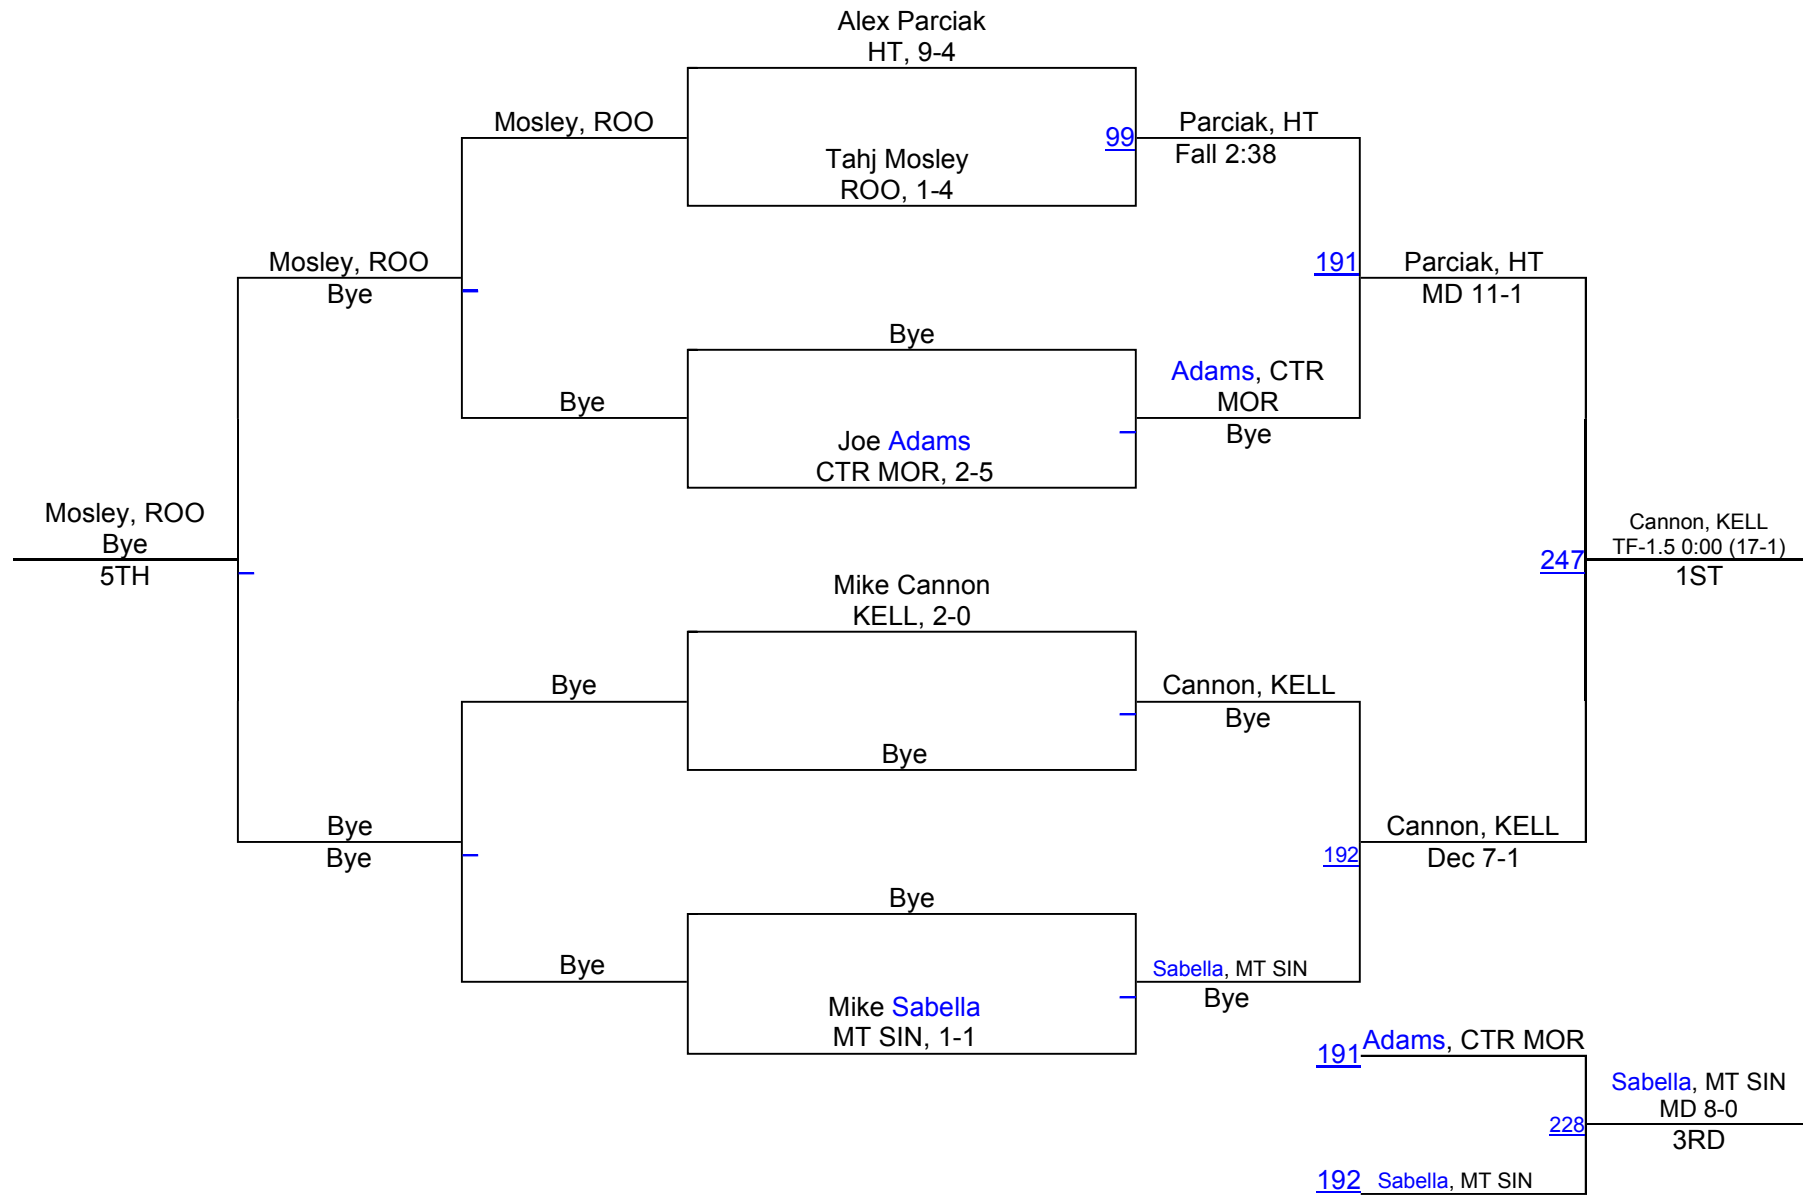 Alex Parciak
HT, 9-4
Mosley, ROO
99
Parciak, HT
Fall 2:38
Tahj Mosley
ROO, 1-4
Mosley, ROO
Bye
191
Parciak, HT
MD 11-1
Bye
Adams, CTR
MOR
Bye
Bye
Joe Adams
CTR MOR, 2-5
Mosley, ROO
Bye
5TH
247
Cannon, KELL
TF-1.5 0:00 (17-1)
1ST
Mike Cannon
KELL, 2-0
Bye
Cannon, KELL
Bye
Bye
Bye
Bye
192
Cannon, KELL
Dec 7-1
Bye
Bye
Sabella, MT SIN
Bye
Mike Sabella
MT SIN, 1-1
191
Adams, CTR MOR
228
Sabella, MT SIN
MD 8-0
3RD
192
Sabella, MT SIN